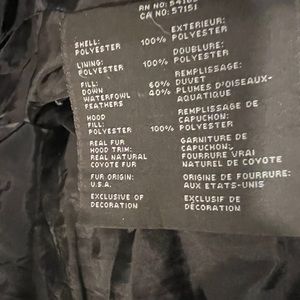 RN NO:
CA NO: 57151
SHELL:
POLYESTER 100%
EXTÉRIEUR:
POLYESTER
LINING:
POLYESTER 100%
DOUBLURE:
POLYESTER
FILL:
DOWN 60%
WATERFOWL 40%
FEATHERS
REMPLISSAGE:
DUVET
PLUMES D'OISEAUX-
AQUATIQUE
HOOD
FILL:
POLYESTER 100%
REMPLISSAGE DE
CAPUCHON:
POLYESTER
REAL FUR
HOOD TRIM:
REAL NATURAL
COYOTE FUR
GARNITURE DE
CAPUCHON:
FOURRURE VRAI
NATUREL DE COYOTE
FUR ORIGIN:
U.S.A.
ORIGINE DE FOURRURE:
AUX ETATS-UNIS
EXCLUSIVE OF
DECORATION
EXCLUSIF DE
DÉCORATION